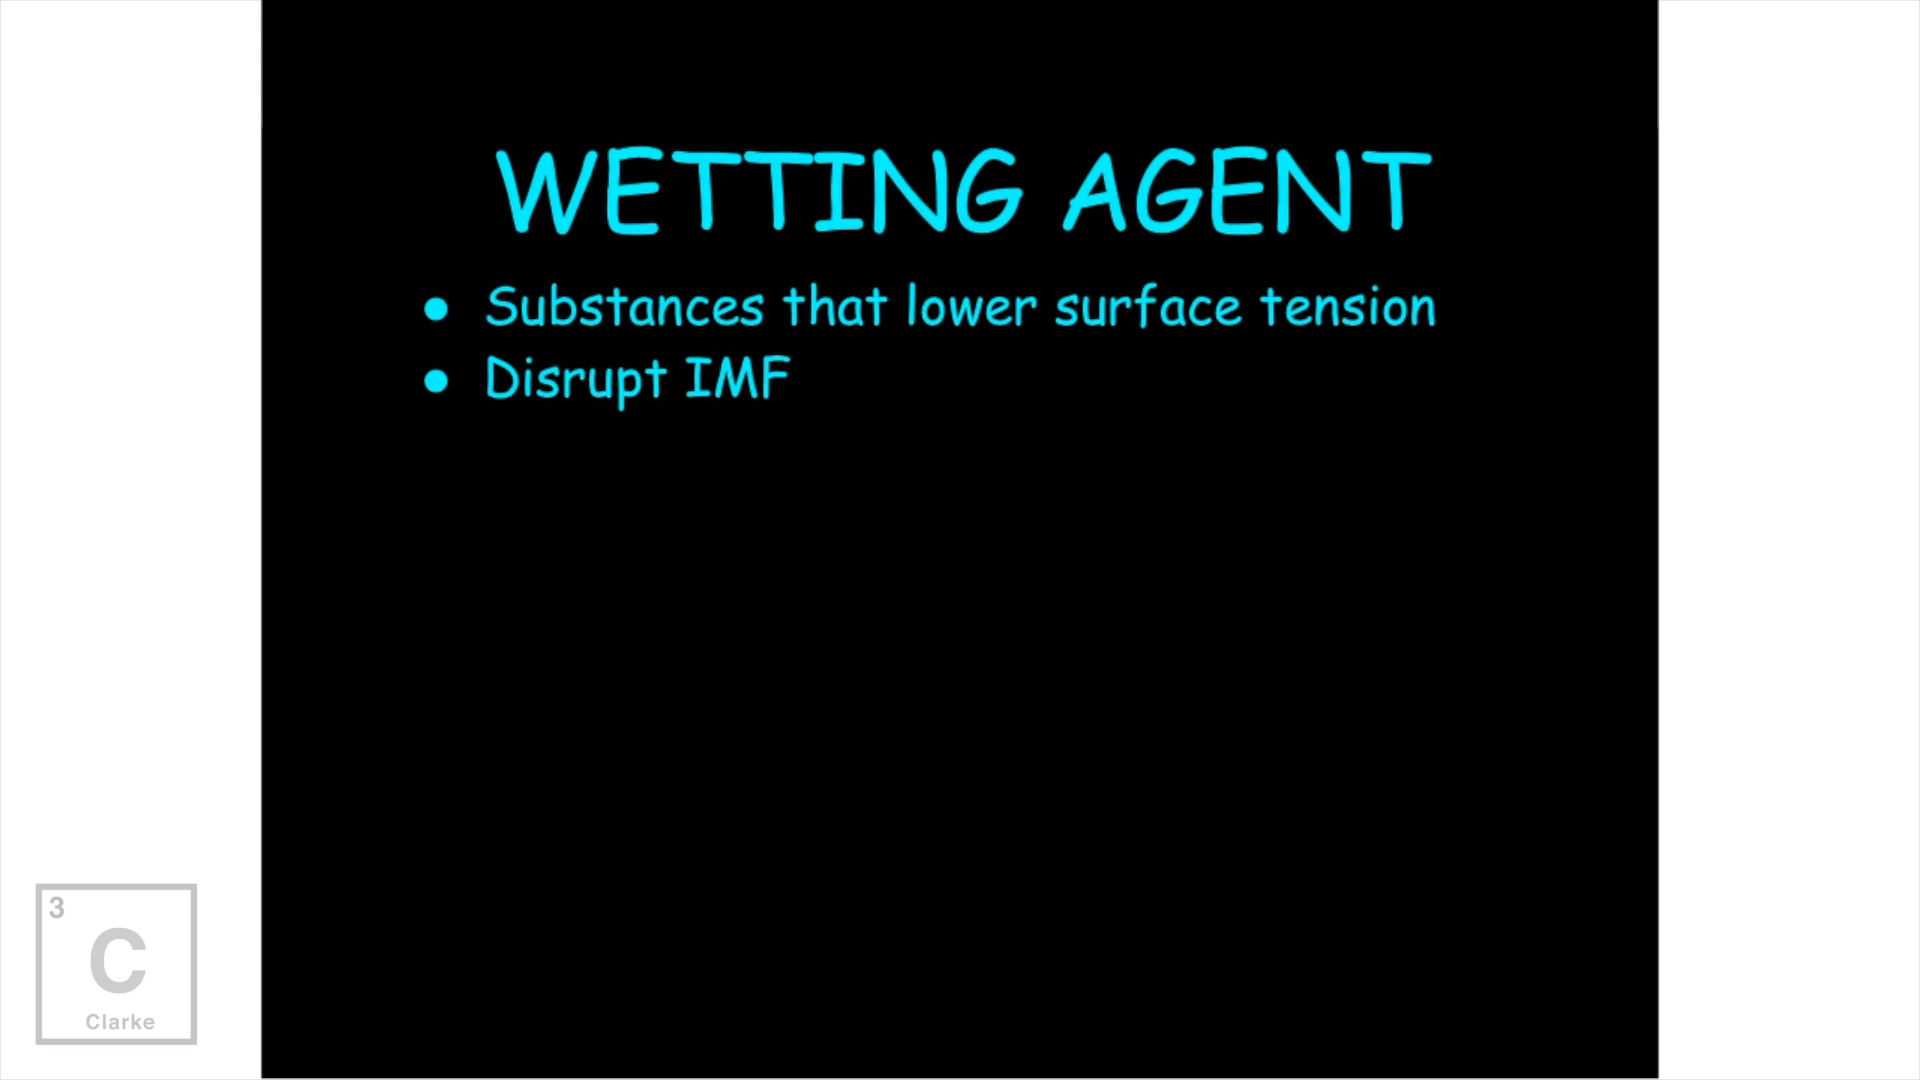 WETTING AGENT
● Substances that lower surface tension
● Disrupt IMF
3
C
Clarke